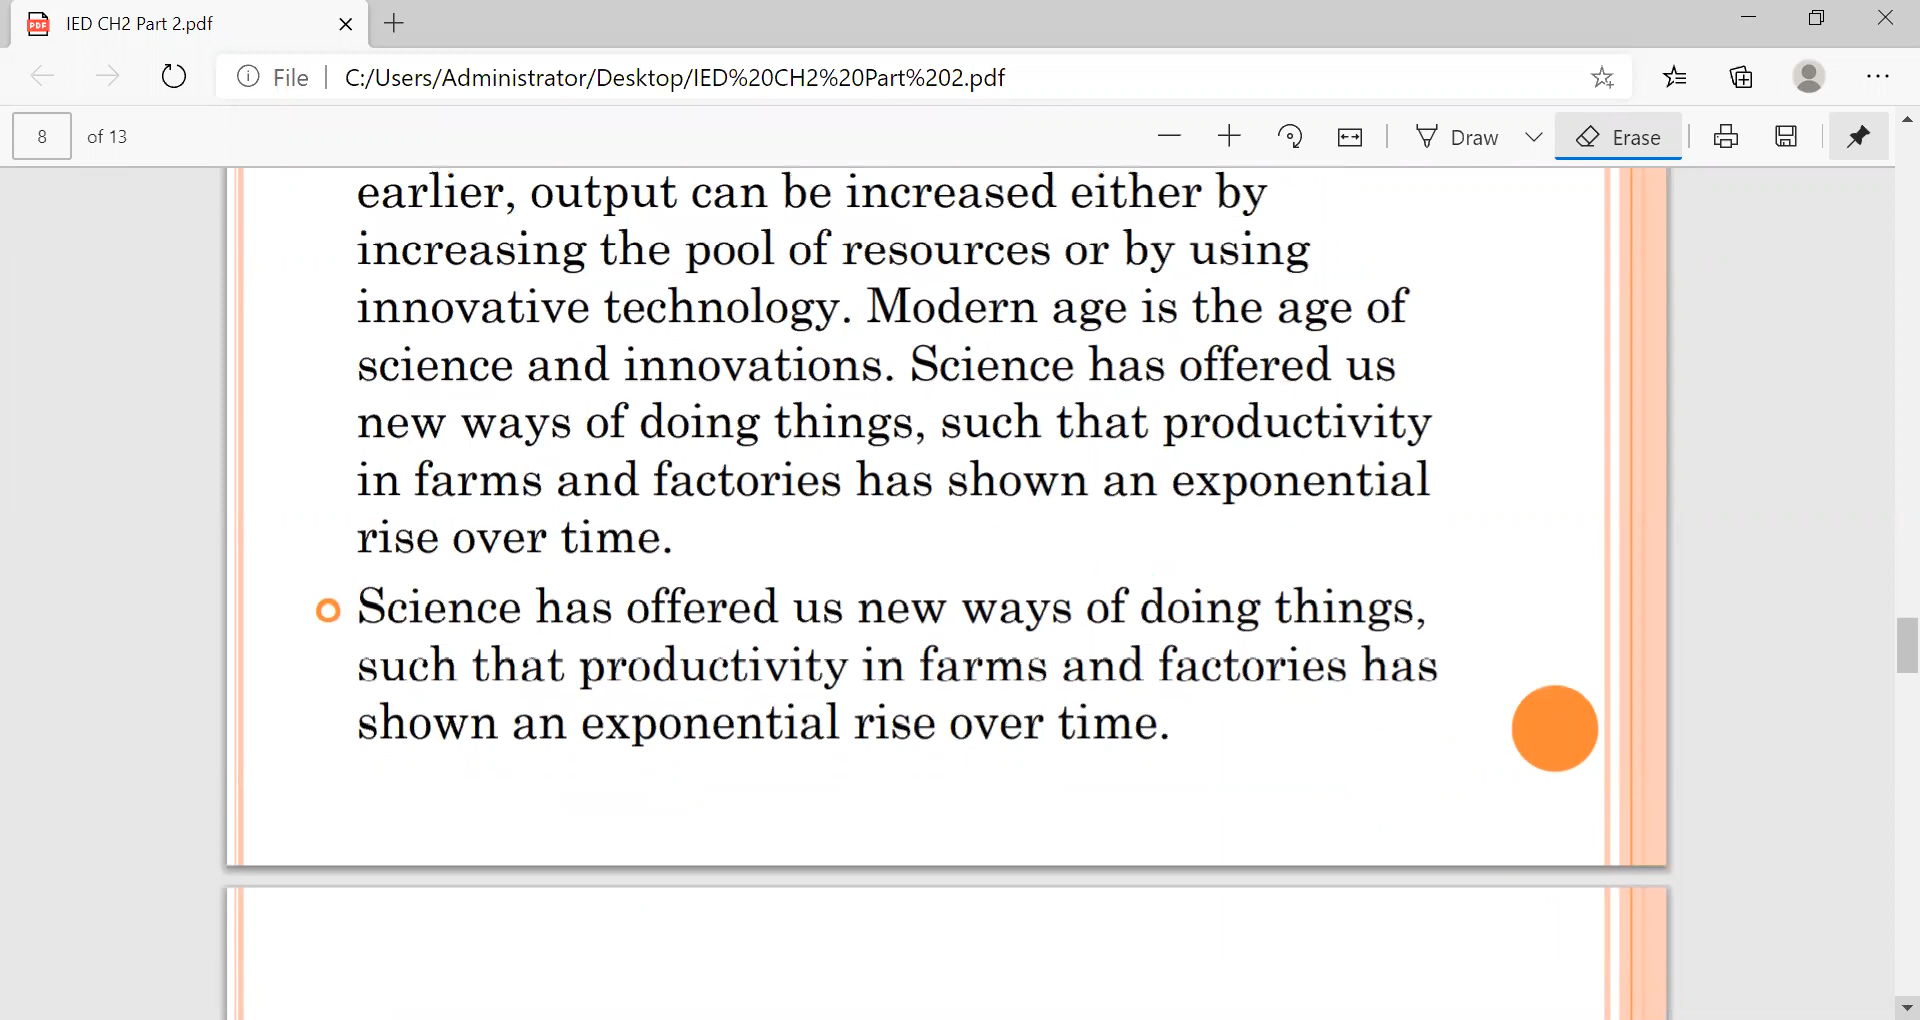 IED CH2 Part 2.pdf
File
C:/Users/Administrator/Desktop/IED%20CH2%20Part%202.pdf
8 of 13
Draw
Erase
earlier, output can be increased either by
increasing the pool of resources or by using
innovative technology. Modern age is the age of
science and innovations. Science has offered us
new ways of doing things, such that productivity
in farms and factories has shown an exponential
rise over time.
Science has offered us new ways of doing things,
such that productivity in farms and factories has
shown an exponential rise over time.